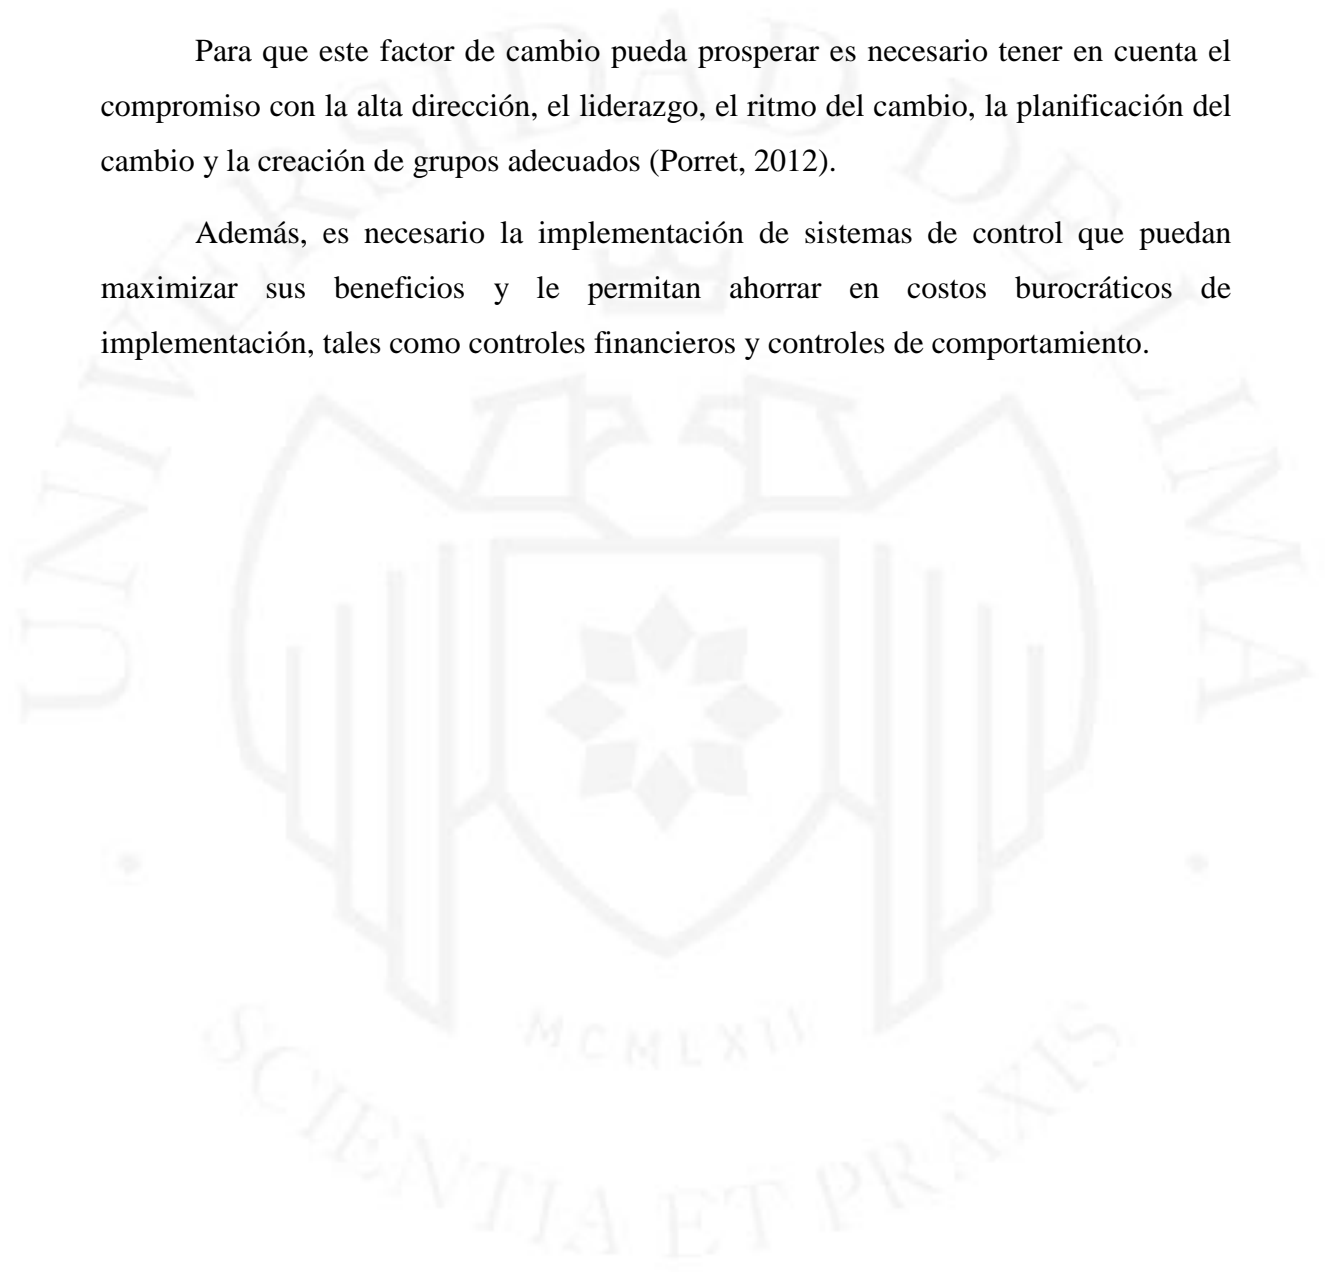 Para que este factor de cambio pueda prosperar es necesario tener en cuenta el
compromiso con la alta dirección, el liderazgo, el ritmo del cambio, la planificación del
cambio y la creación de grupos adecuados (Porret, 2012).
Además, es necesario la implementación de sistemas de control que puedan
maximizar sus beneficios y le permitan ahorrar en costos burocráticos de
implementación, tales como controles financieros y controles de comportamiento.
UNIVERSIDAD DE LIMA
MCMLXII
SCIENTIA ET PRAXIS